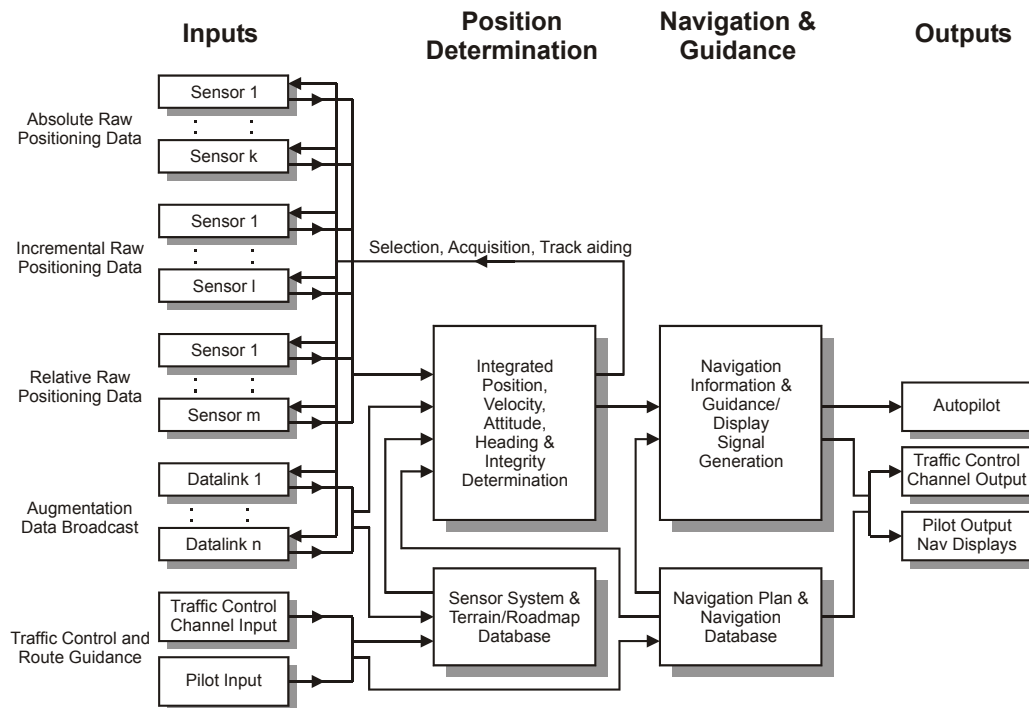 Inputs
Position
Determination
Navigation &
Guidance
Outputs
Absolute Raw
Positioning Data
Sensor 1
Sensor k
Incremental Raw
Positioning Data
Sensor 1
Sensor l
Selection, Acquisition, Track aiding
Relative Raw
Positioning Data
Sensor 1
Sensor m
Augmentation
Data Broadcast
Datalink 1
Datalink n
Traffic Control and
Route Guidance
Traffic Control
Channel Input
Pilot Input
Integrated
Position,
Velocity,
Attitude,
Heading &
Integrity
Determination
Sensor System &
Terrain/Roadmap
Database
Navigation
Information &
Guidance/
Display
Signal
Generation
Navigation Plan &
Navigation
Database
Autopilot
Traffic Control
Channel Output
Pilot Output
Nav Displays